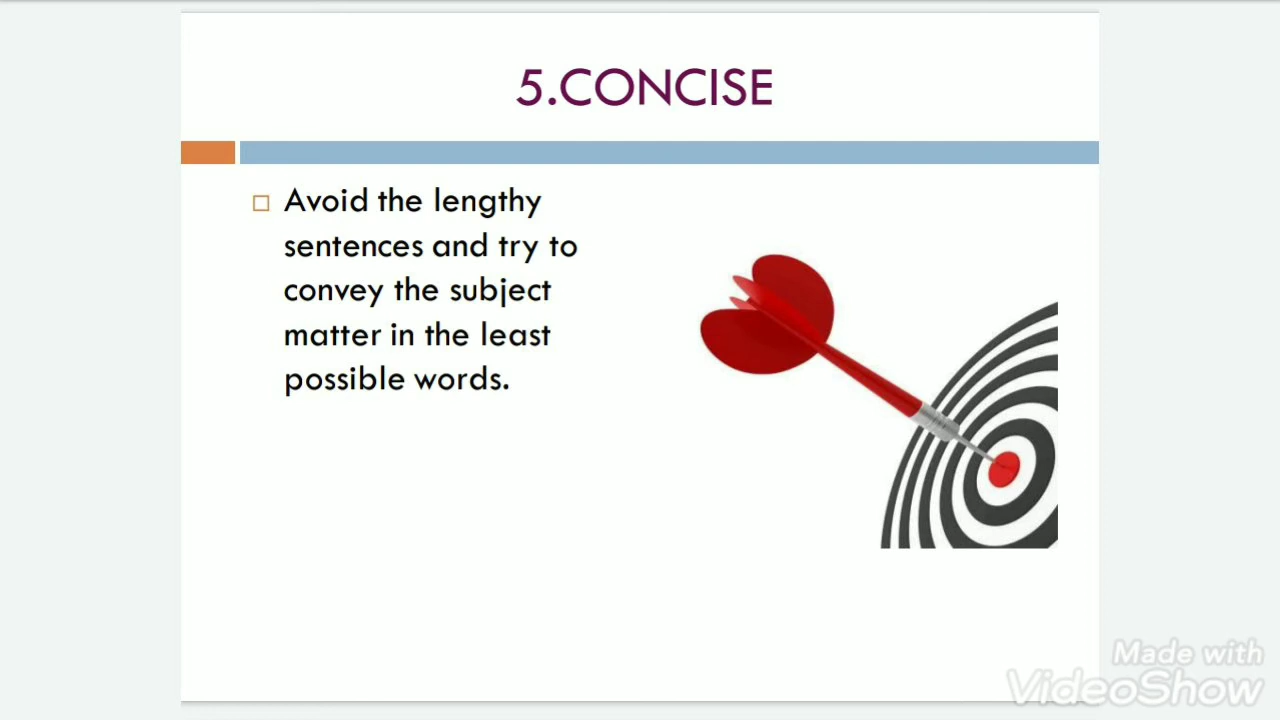 5.CONCISE
Avoid the lengthy
sentences and try to
convey the subject
matter in the least
possible words.
Made with
VideoShow